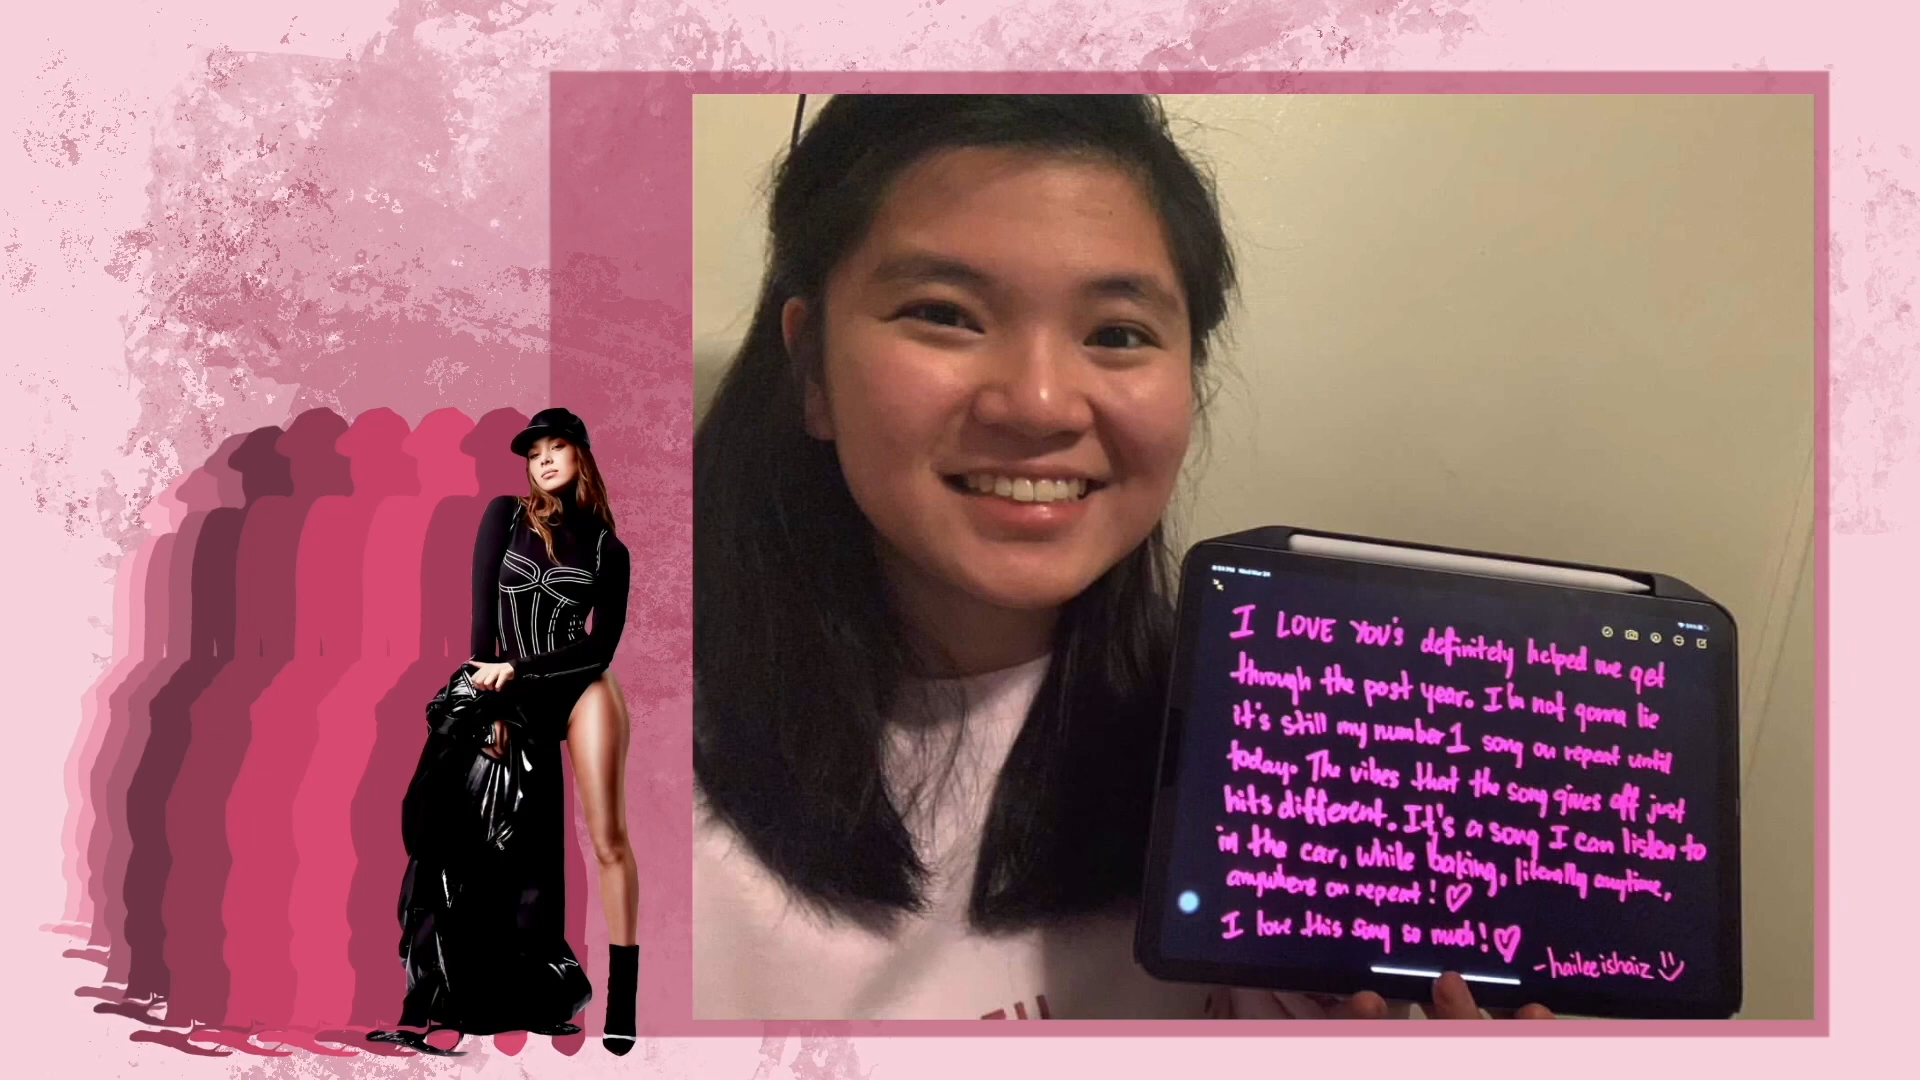 I LOVE YOU's definitely helped me get
through the past year. I'm not gonna lie
it's still my number 1 song on repeat until
today. The vibes that the song gives off just
hits different. It's a song I can listen to
in the car, while baking, literally anytime,
anywhere on repeat! ♡
I love this song so much! ♡
-haileeishaiz